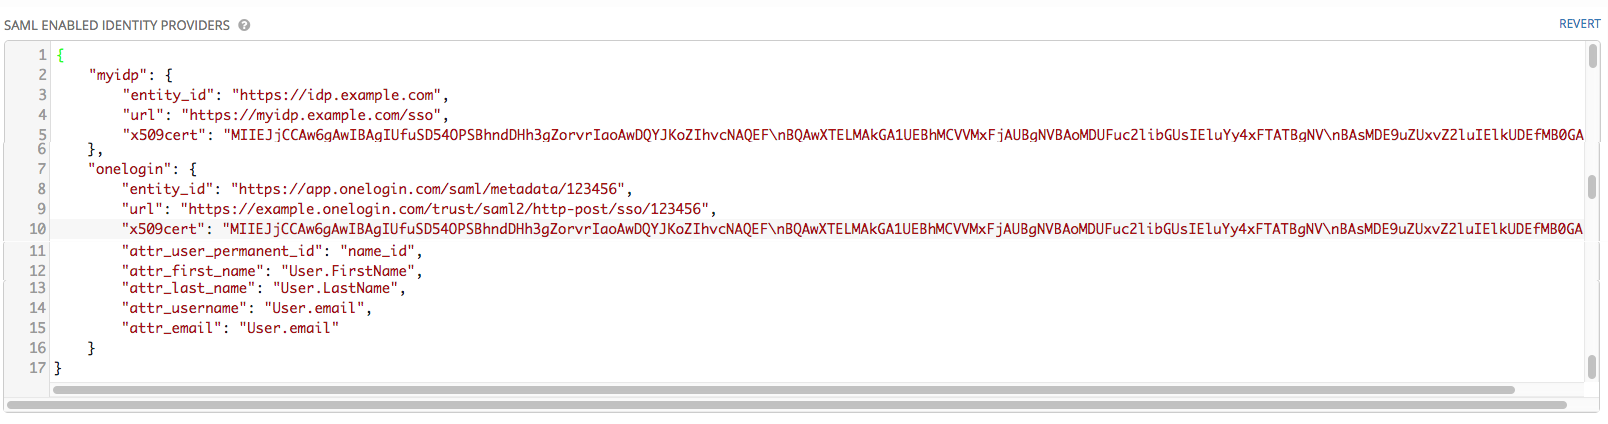 SAML ENABLED IDENTITY PROVIDERS ? REVERT
1 {
2 "myidp": {
3 "entity_id": "https://idp.example.com",
4 "url": "https://myidp.example.com/sso",
5 "x509cert": "MIIEJjCCAw6gAwIBAgIUfuSD54OPSBhndDHh3gZorvrIaoAwDQYJKoZIhvcNAQEF\nBQAwXTELMAkGA1UEBhMCVVMxFjAUBgNVBAoMDUFuc2libGUsIEluYy4xFTATBgNV\nBAsMDE9uZUxvZ2luIElkUDEfMB0GA
6 },
7 "onelogin": {
8 "entity_id": "https://app.onelogin.com/saml/metadata/123456",
9 "url": "https://example.onelogin.com/trust/saml2/http-post/sso/123456",
10 "x509cert": "MIIEJjCCAw6gAwIBAgIUfuSD54OPSBhndDHh3gZorvrIaoAwDQYJKoZIhvcNAQEF\nBQAwXTELMAkGA1UEBhMCVVMxFjAUBgNVBAoMDUFuc2libGUsIEluYy4xFTATBgNV\nBAsMDE9uZUxvZ2luIElkUDEfMB0GA
11 "attr_user_permanent_id": "name_id",
12 "attr_first_name": "User.FirstName",
13 "attr_last_name": "User.LastName",
14 "attr_username": "User.email",
15 "attr_email": "User.email"
16 }
17 }